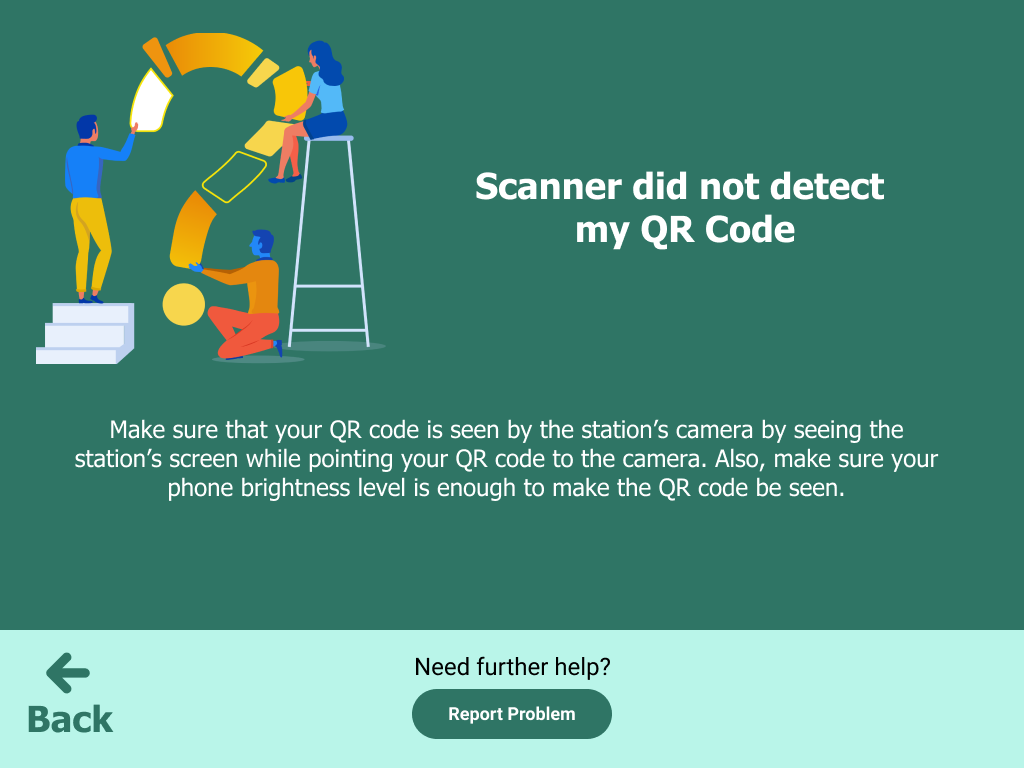 Scanner did not detect
my QR Code
Make sure that your QR code is seen by the station’s camera by seeing the
station’s screen while pointing your QR code to the camera. Also, make sure your
phone brightness level is enough to make the QR code be seen.
Need further help?
Report Problem
Back